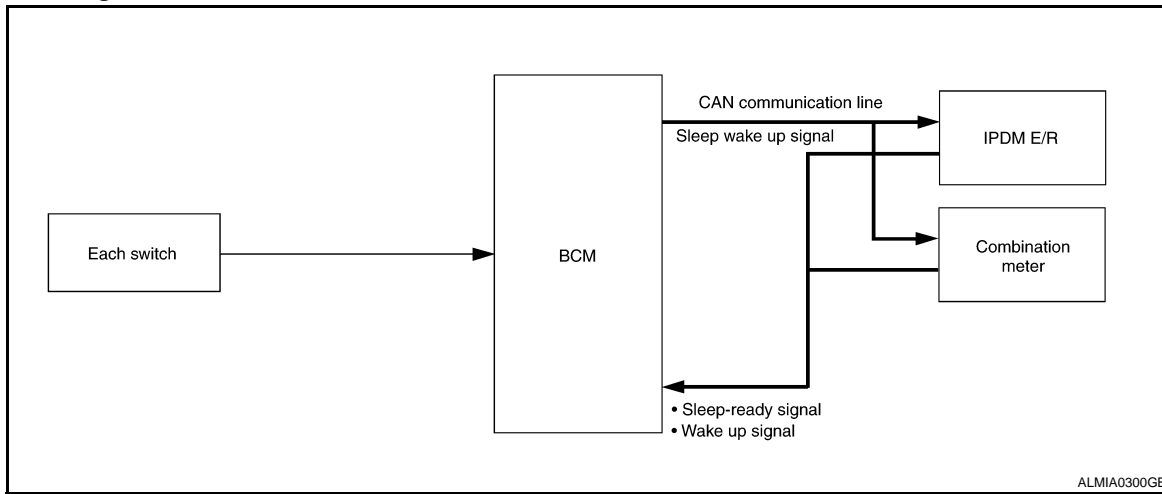 CAN communication line
Sleep wake up signal
IPDM E/R
Each switch
BCM
Combination
meter
• Sleep-ready signal
• Wake up signal